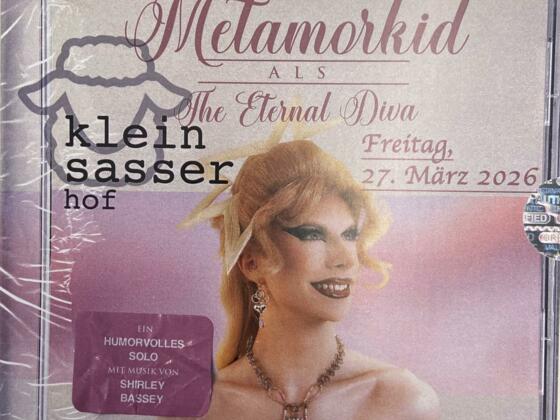 Metamorkid
ALS
The Eternal Diva
klein
sasser
hof
Freitag,
27. März 2026
EIN
HUMORVOLLES
SOLO
MIT MUSIK VON
SHIRLEY
BASSEY